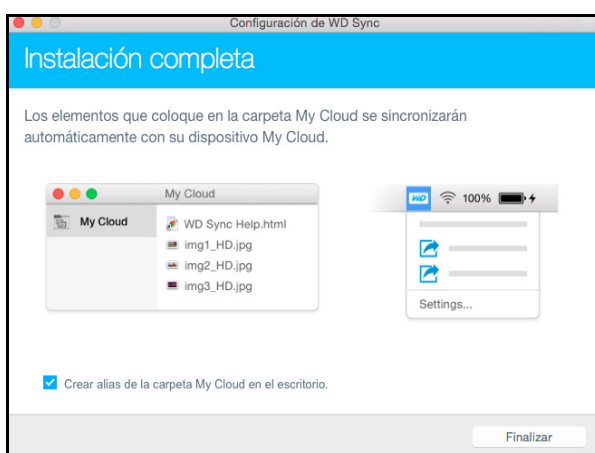 Configuración de WD Sync
Instalación completa
Los elementos que coloque en la carpeta My Cloud se sincronizarán
automáticamente con su dispositivo My Cloud.
My Cloud
My Cloud
WD Sync Help.html
img1_HD.jpg
img2_HD.jpg
img3_HD.jpg
WD 100%
Settings...
Crear alias de la carpeta My Cloud en el escritorio.
Finalizar